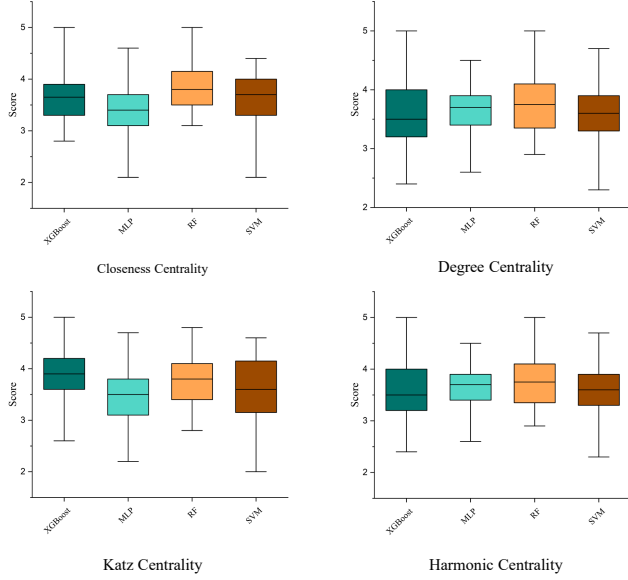 5
4
3
2
Score
XGBoost
MLP
RF
SVM
Closeness Centrality
5
4
3
2
Score
XGBoost
MLP
RF
SVM
Degree Centrality
5
4
3
2
Score
XGBoost
MLP
RF
SVM
Katz Centrality
5
4
3
2
Score
XGBoost
MLP
RF
SVM
Harmonic Centrality